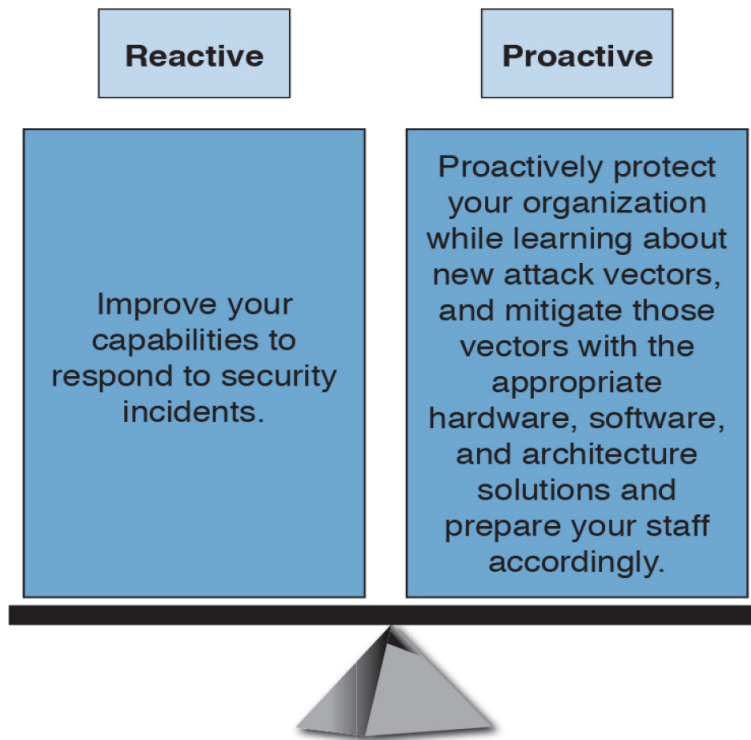 Reactive
Proactive
Improve your
capabilities to
respond to security
incidents.
Proactively protect
your organization
while learning about
new attack vectors,
and mitigate those
vectors with the
appropriate
hardware, software,
and architecture
solutions and
prepare your staff
accordingly.